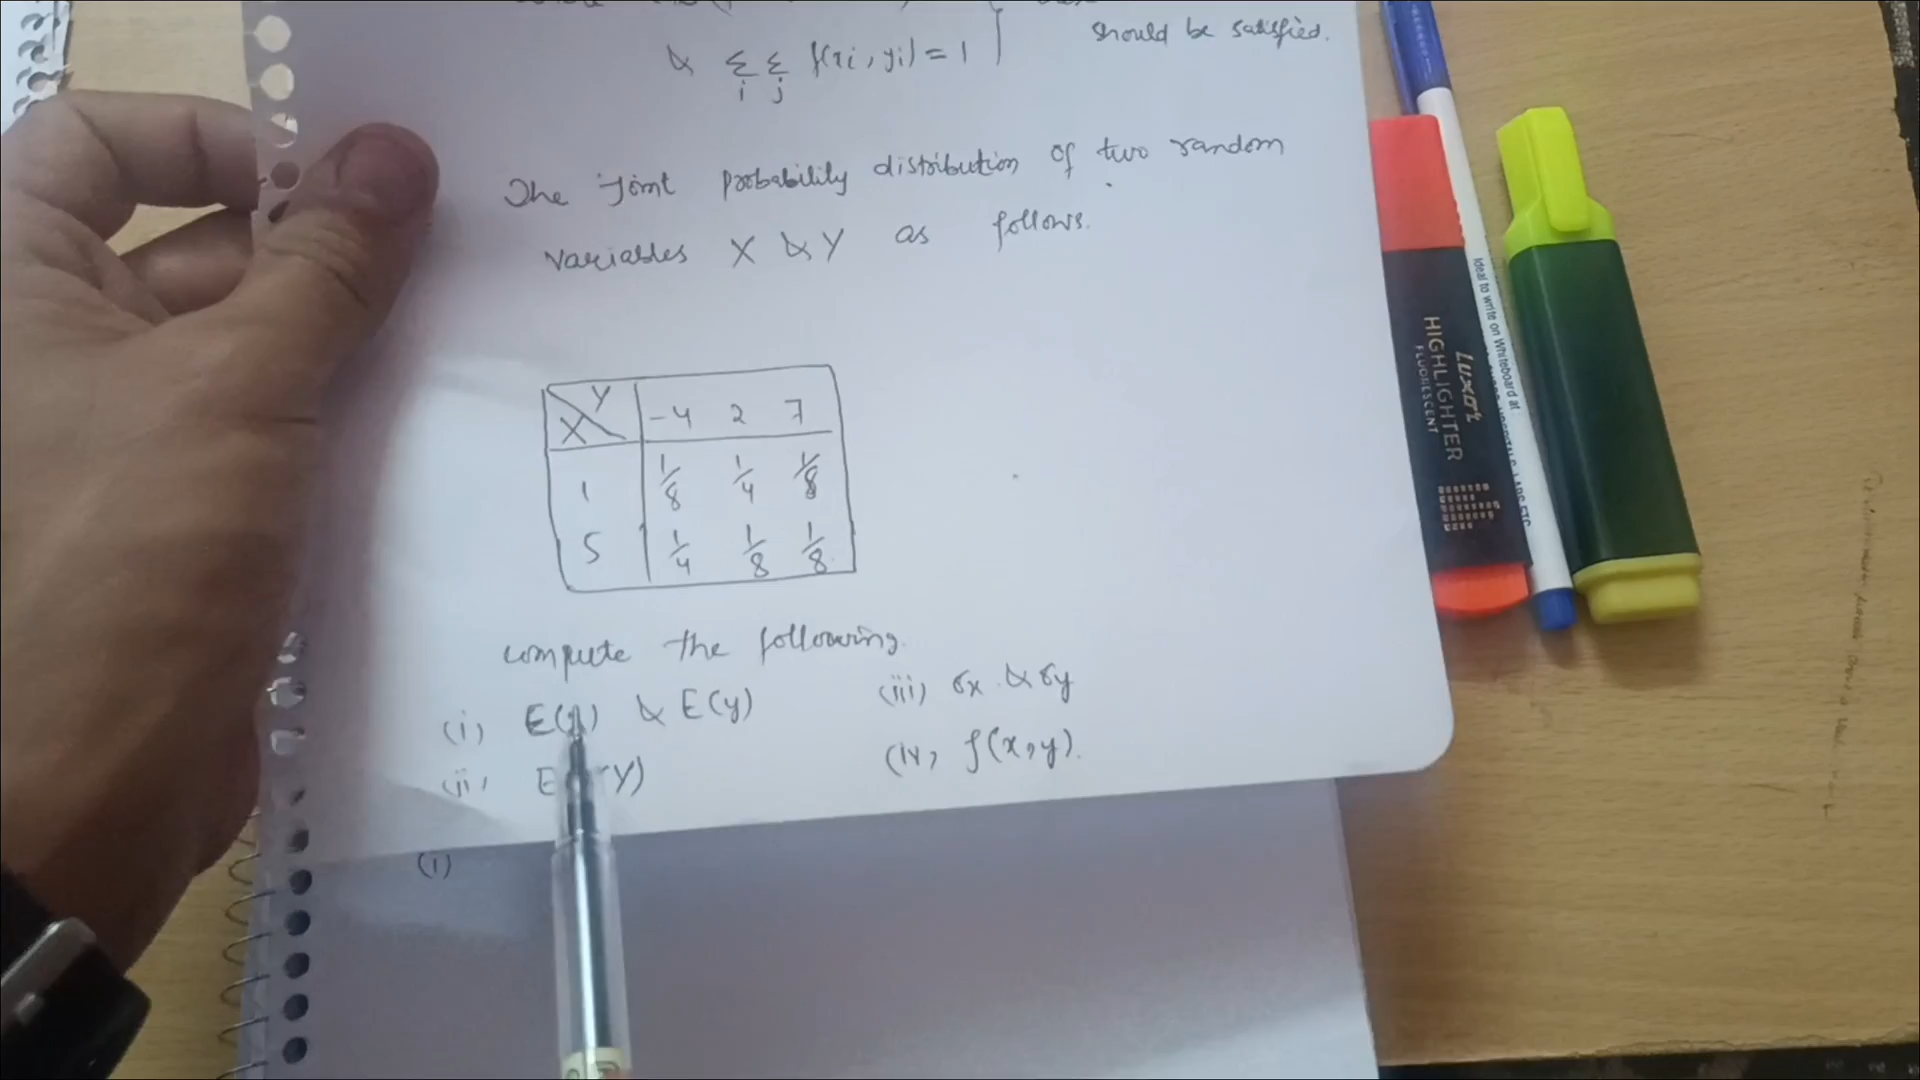 & Σ Σ f(xi, yi) = 1
i j
should be satisfied.
The joint probability distribution of two random
variables X & Y as follows.
Y
X
-4 2 7
1 1/8 1/4 1/8
5 1/4 1/8 1/8
compute the following.
(i) E(x) & E(y)
(ii) E Y)
(iii) σx & σy
(iv) f(x,y).
(i)
Luxor
HIGHLIGHTER
FLUORESCENT
Ideal to write on Whiteboard at